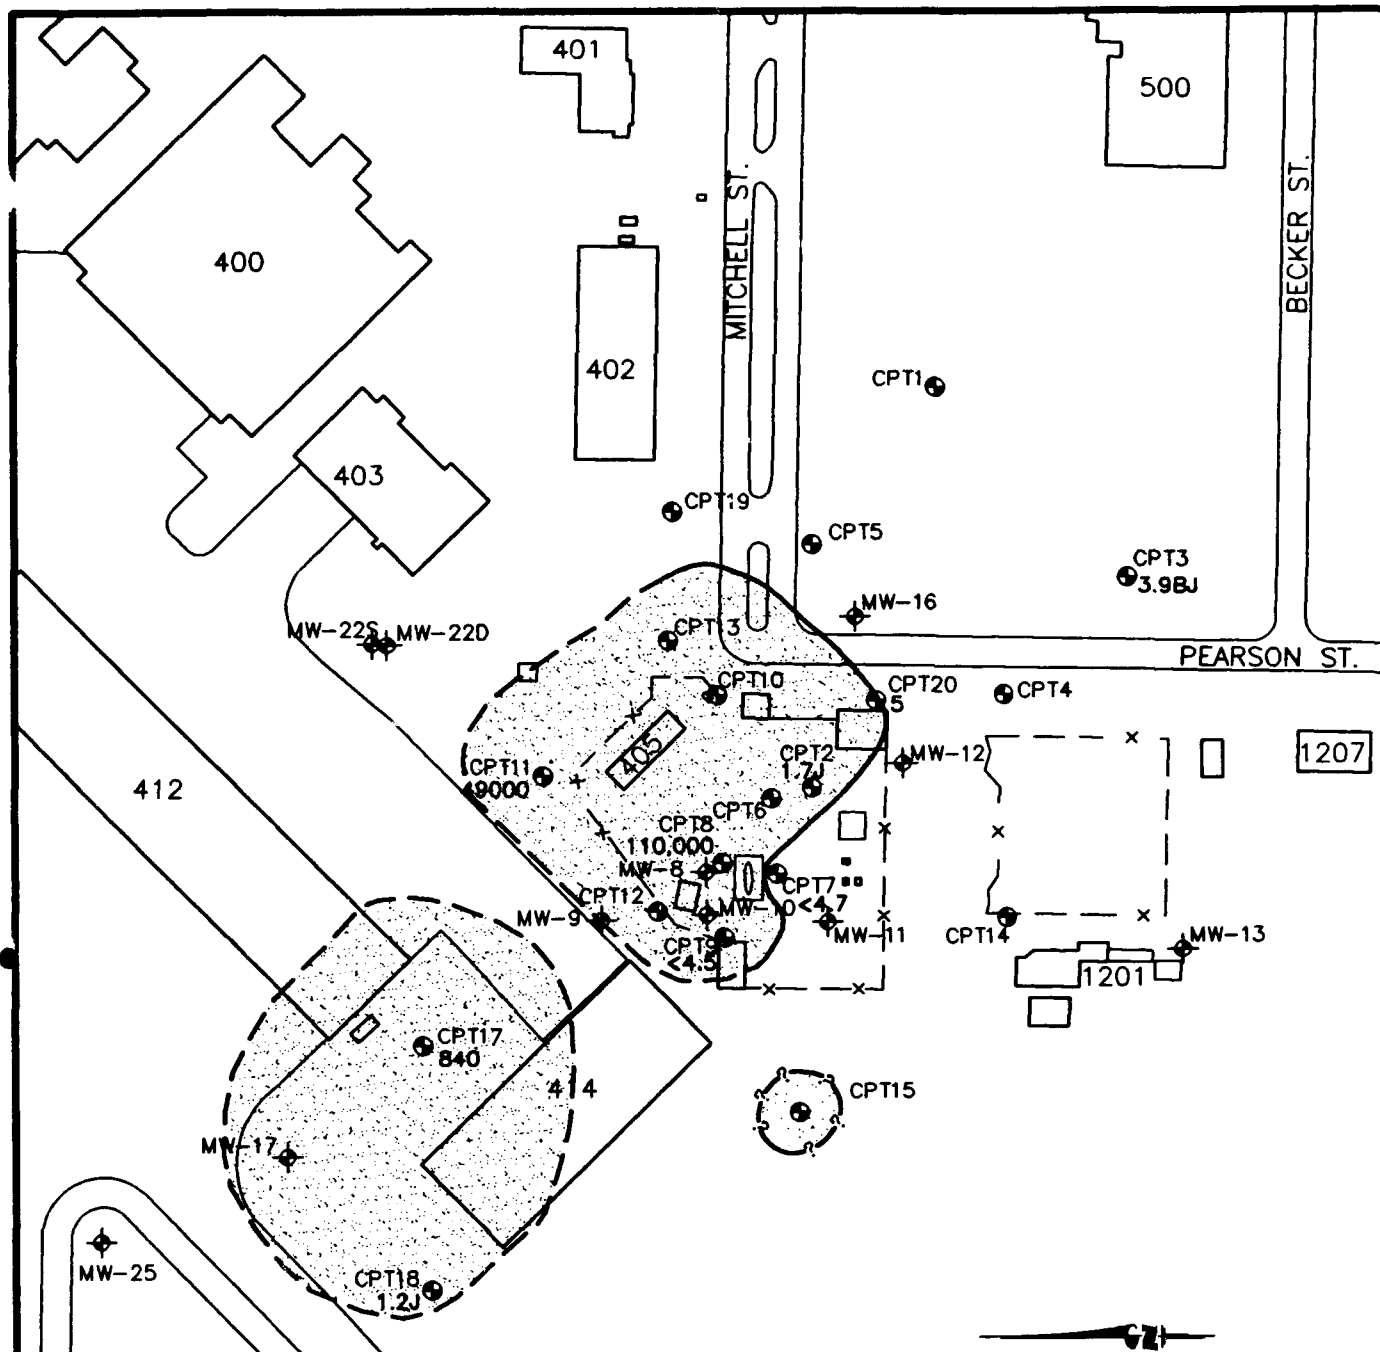 401
500
MITCHELL ST.
BECKER ST.
400
402
CPT1
403
CPT19
CPT5
CPT3
3.9BJ
MW-16
MW-22S
MW-22D
CPT13
PEARSON ST.
CPT10
CPT20
5
CPT4
405
MW-12
1207
CPT11
49000
CPT2
1.7J
412
CPT6
CPT8
110,000
MW-8
CPT7
<4.7
CPT12
MW-9
MW-10
MW-11
CPT14
MW-13
CPT9
<4.5
1201
CPT17
840
414
CPT15
MW-17
MW-25
CPT18
1.2J